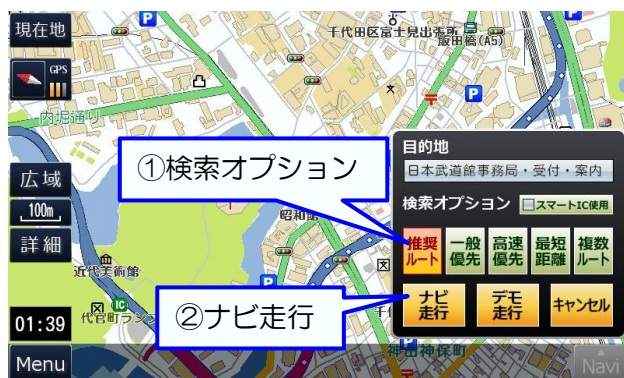 現在地
GPS
P
千代田区富士見出張所
飯田橋(A5)
P
内堀通り
目的地
日本武道館事務局・受付・案内
①検索オプション
検索オプション
スマートIC使用
広域
100m
詳細
昭和館
推奨
ルート
一般
優先
高速
優先
最短
距離
複数
ルート
近代美術館
IC
代官町ランプ
P
②ナビ走行
ナビ
走行
デモ
走行
キャンセル
01:39
神田神保町
Menu
Navi